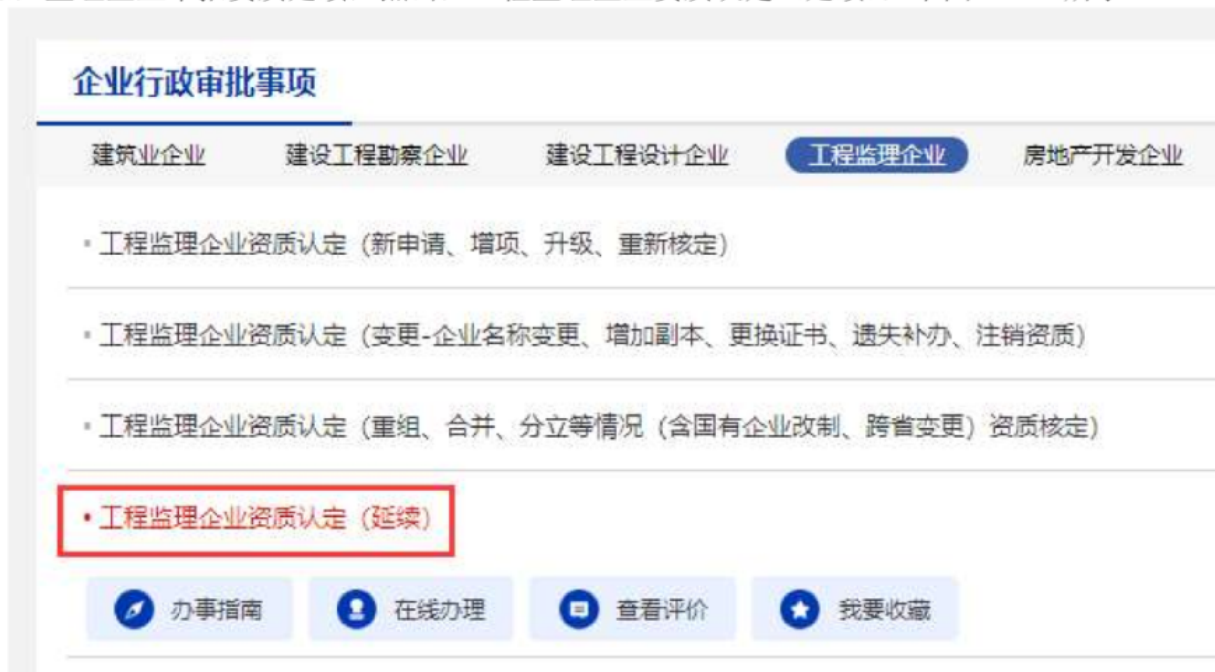 企业行政审批事项
建筑业企业 建设工程勘察企业 建设工程设计企业 工程监理企业 房地产开发企业
工程监理企业资质认定（新申请、增项、升级、重新核定）
工程监理企业资质认定（变更-企业名称变更、增加副本、更换证书、遗失补办、注销资质）
工程监理企业资质认定（重组、合并、分立等情况（含国有企业改制、跨省变更）资质核定）
工程监理企业资质认定（延续）
办事指南 在线办理 查看评价 我要收藏